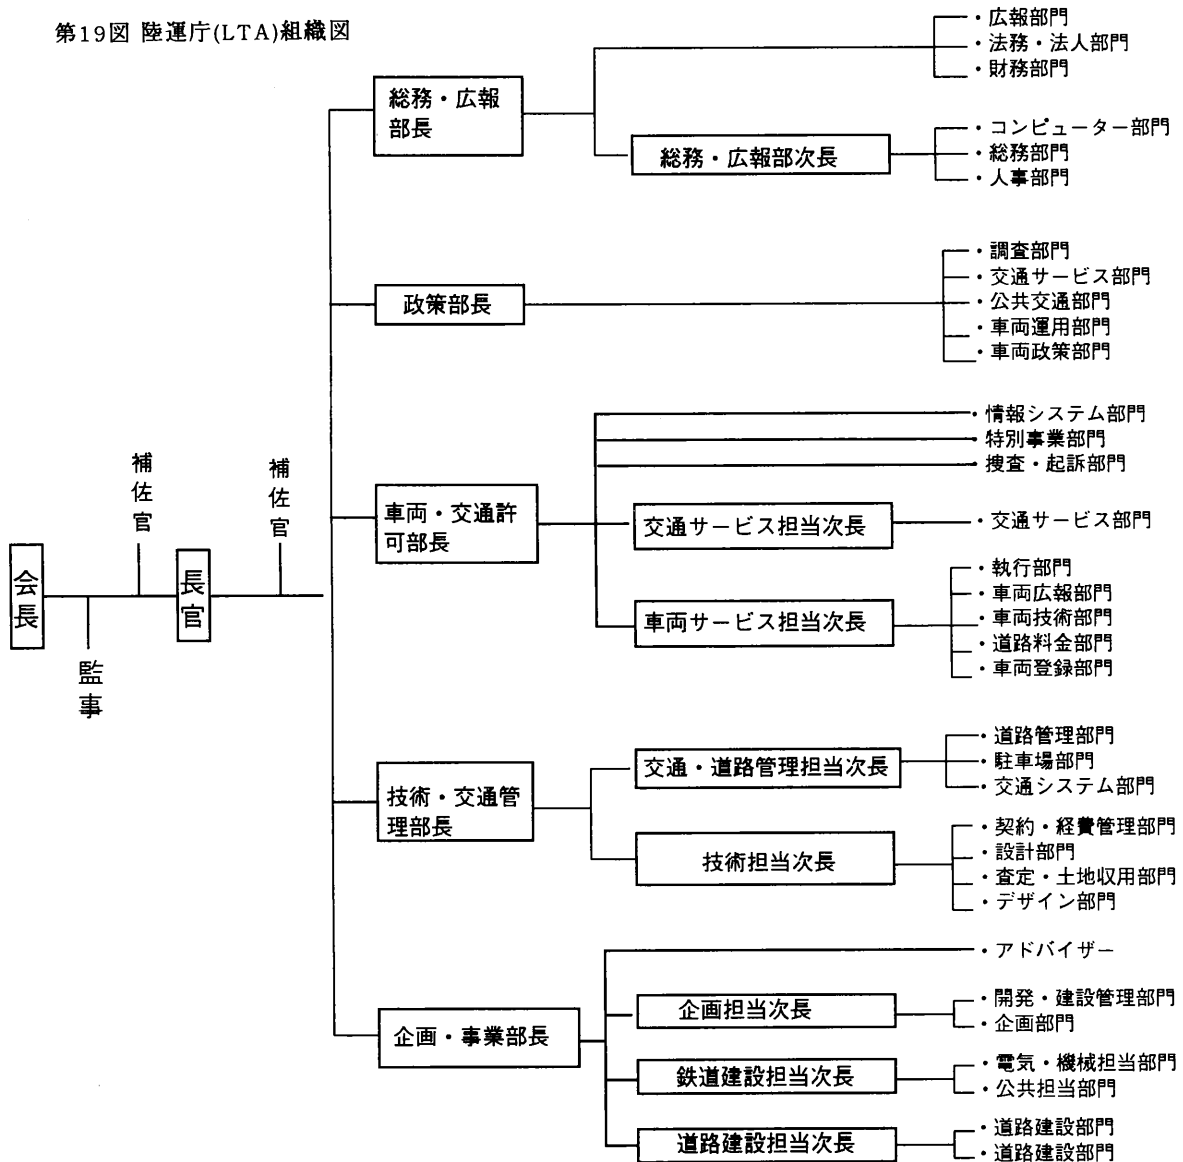 第19図 陸運庁(LTA)組織図
会長
監事
補佐官
長官
補佐官
総務・広報
部長
・広報部門
・法務・法人部門
・財務部門
総務・広報部次長
・コンピューター部門
・総務部門
・人事部門
政策部長
・調査部門
・交通サービス部門
・公共交通部門
・車両運用部門
・車両政策部門
車両・交通許
可部長
・情報システム部門
・特別事業部門
・捜査・起訴部門
交通サービス担当次長
・交通サービス部門
車両サービス担当次長
・執行部門
・車両広報部門
・車両技術部門
・道路料金部門
・車両登録部門
技術・交通管
理部長
交通・道路管理担当次長
・道路管理部門
・駐車場部門
・交通システム部門
技術担当次長
・契約・経費管理部門
・設計部門
・査定・土地収用部門
・デザイン部門
企画・事業部長
・アドバイザー
企画担当次長
・開発・建設管理部門
・企画部門
鉄道建設担当次長
・電気・機械担当部門
・公共担当部門
道路建設担当次長
・道路建設部門
・道路建設部門